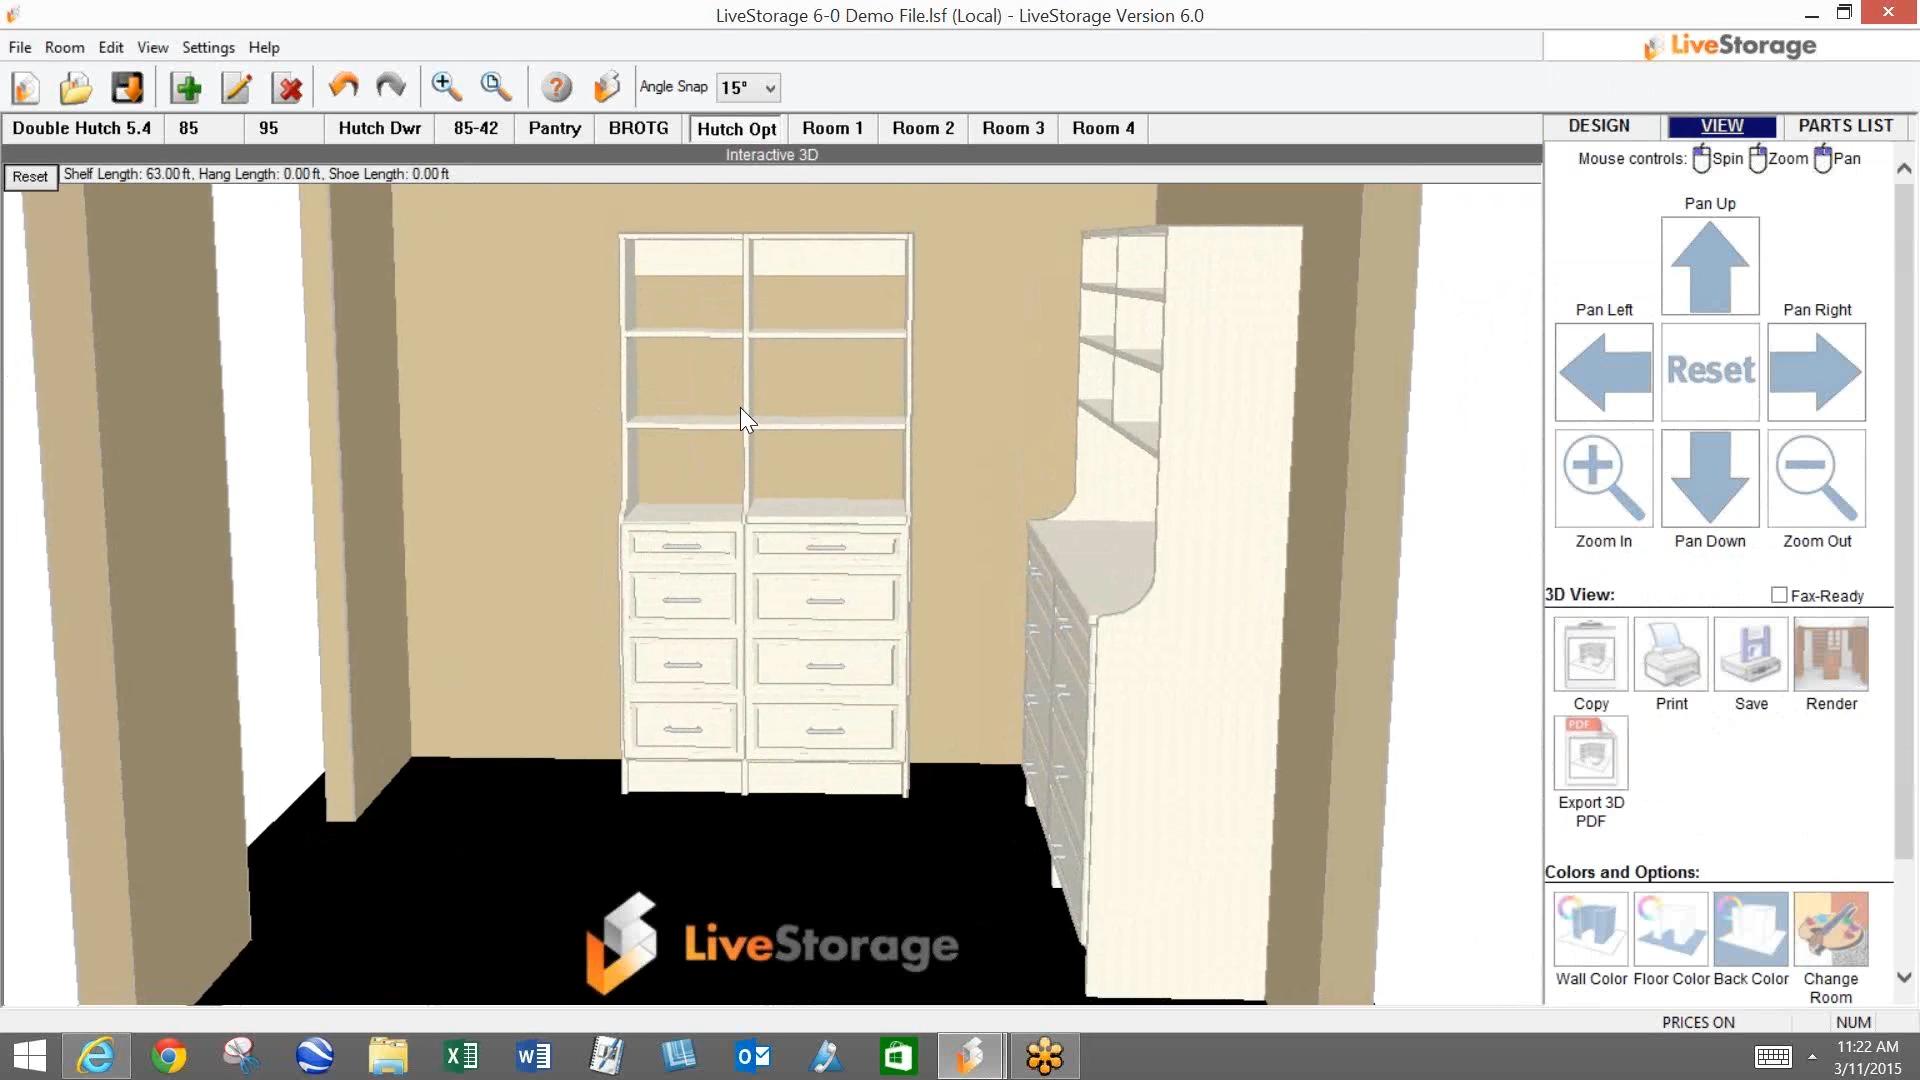 LiveStorage 6-0 Demo File.lsf (Local) - LiveStorage Version 6.0
File Room Edit View Settings Help
LiveStorage
Angle Snap 15°
Double Hutch 5.4 85 95 Hutch Dwr 85-42 Pantry BROTG Hutch Opt Room 1 Room 2 Room 3 Room 4
DESIGN VIEW PARTS LIST
Interactive 3D
Reset Shelf Length: 63.00 ft, Hang Length: 0.00 ft, Shoe Length: 0.00 ft
Mouse controls: Spin Zoom Pan
Pan Up
Pan Left Pan Right
Reset
Zoom In Pan Down Zoom Out
3D View: Fax-Ready
Copy Print Save Render
PDF
Export 3D
PDF
Colors and Options:
Wall Color Floor Color Back Color Change
Room
LiveStorage
PRICES ON NUM
11:22 AM
3/11/2015